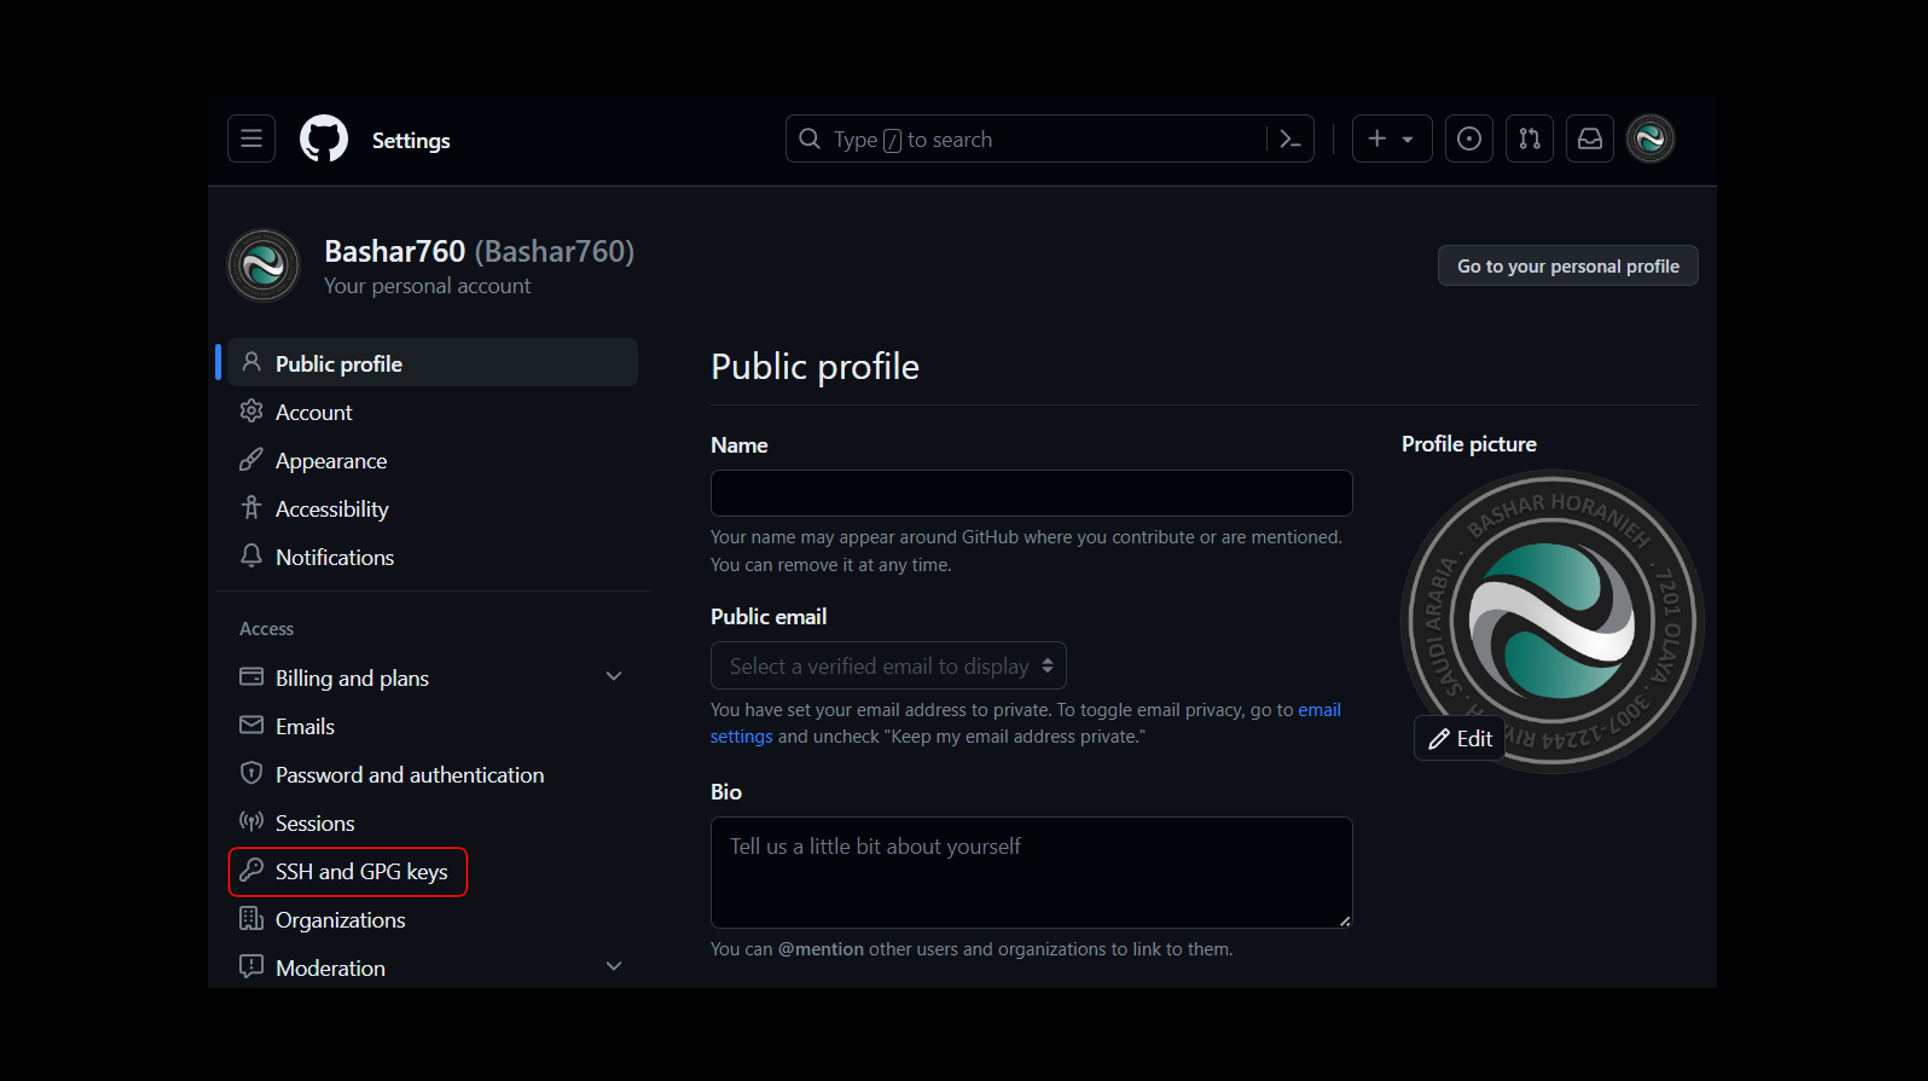 Settings
Type / to search
Bashar760 (Bashar760)
Your personal account
Go to your personal profile
Public profile
Account
Appearance
Accessibility
Notifications
Access
Billing and plans
Emails
Password and authentication
Sessions
SSH and GPG keys
Organizations
Moderation
Public profile
Name
Your name may appear around GitHub where you contribute or are mentioned.
You can remove it at any time.
Public email
Select a verified email to display
You have set your email address to private. To toggle email privacy, go to email
settings and uncheck "Keep my email address private."
Bio
Tell us a little bit about yourself
You can @mention other users and organizations to link to them.
Profile picture
BASHAR HORANIEH . 7201 OLAYA . 3007-12244 RIY H . SAUDI ARABIA .
Edit